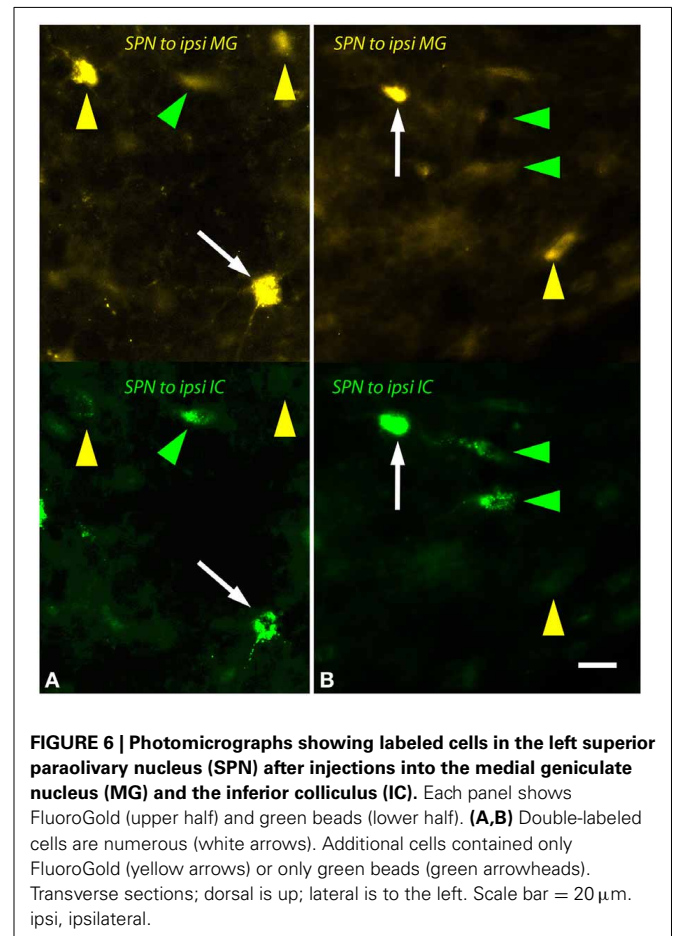 SPN to ipsi MG
SPN to ipsi MG
SPN to ipsi IC
SPN to ipsi IC
A
B
FIGURE 6 | Photomicrographs showing labeled cells in the left superior
paraolivary nucleus (SPN) after injections into the medial geniculate
nucleus (MG) and the inferior colliculus (IC). Each panel shows
FluoroGold (upper half) and green beads (lower half). (A,B) Double-labeled
cells are numerous (white arrows). Additional cells contained only
FluoroGold (yellow arrows) or only green beads (green arrowheads).
Transverse sections; dorsal is up; lateral is to the left. Scale bar = 20 μm.
ipsi, ipsilateral.